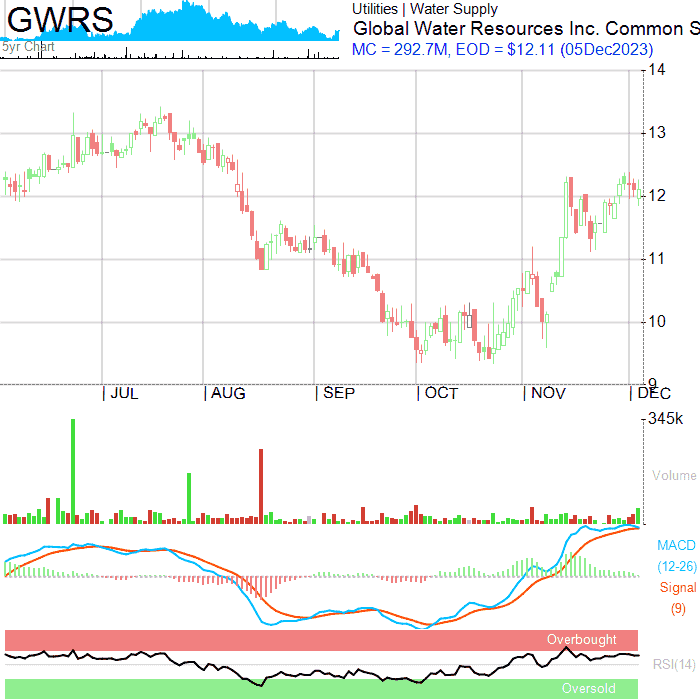 GWRS
5yr Chart
Utilities | Water Supply
Global Water Resources Inc. Common S
MC = 292.7M, EOD = $12.11 (05Dec2023)
14
13
12
11
10
9
JUL
AUG
SEP
OCT
NOV
DEC
345k
Volume
MACD
(12-26)
Signal
(9)
Overbought
RSI(14)
Oversold